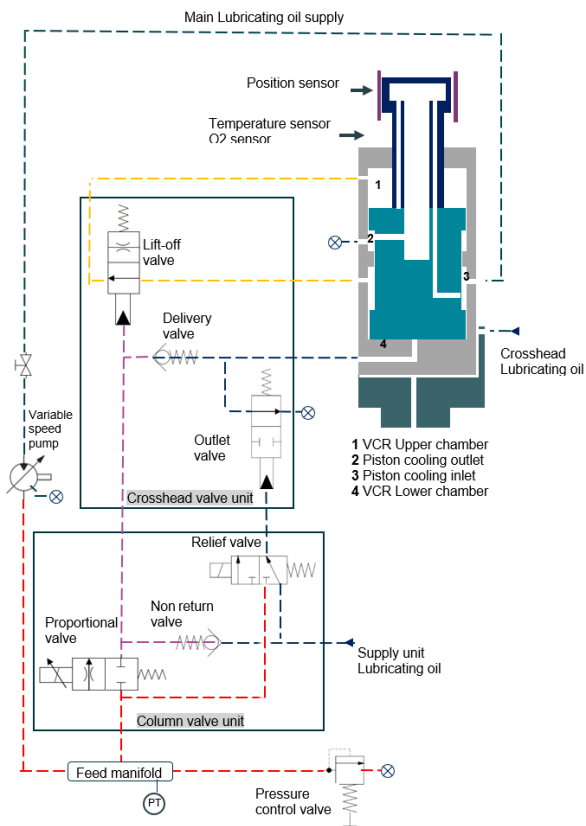 Main Lubricating oil supply
Position sensor
Temperature sensor
O2 sensor
1
2
3
4
Lift-off
valve
Delivery
valve
Crosshead
Lubricating oil
Variable
speed
pump
Outlet
valve
1 VCR Upper chamber
2 Piston cooling outlet
3 Piston cooling inlet
4 VCR Lower chamber
Crosshead valve unit
Relief valve
Non return
valve
Proportional
valve
Supply unit
Lubricating oil
Column valve unit
Feed manifold
PT
Pressure
control valve